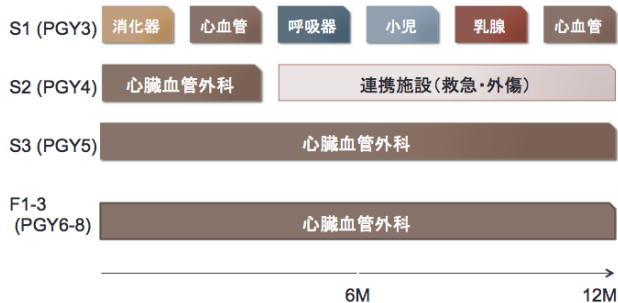 S1 (PGY3) 消化器 心血管 呼吸器 小児 乳腺 心血管
S2 (PGY4) 心臓血管外科 連携施設(救急・外傷)
S3 (PGY5) 心臓血管外科
F1-3
(PGY6-8) 心臓血管外科
6M 12M